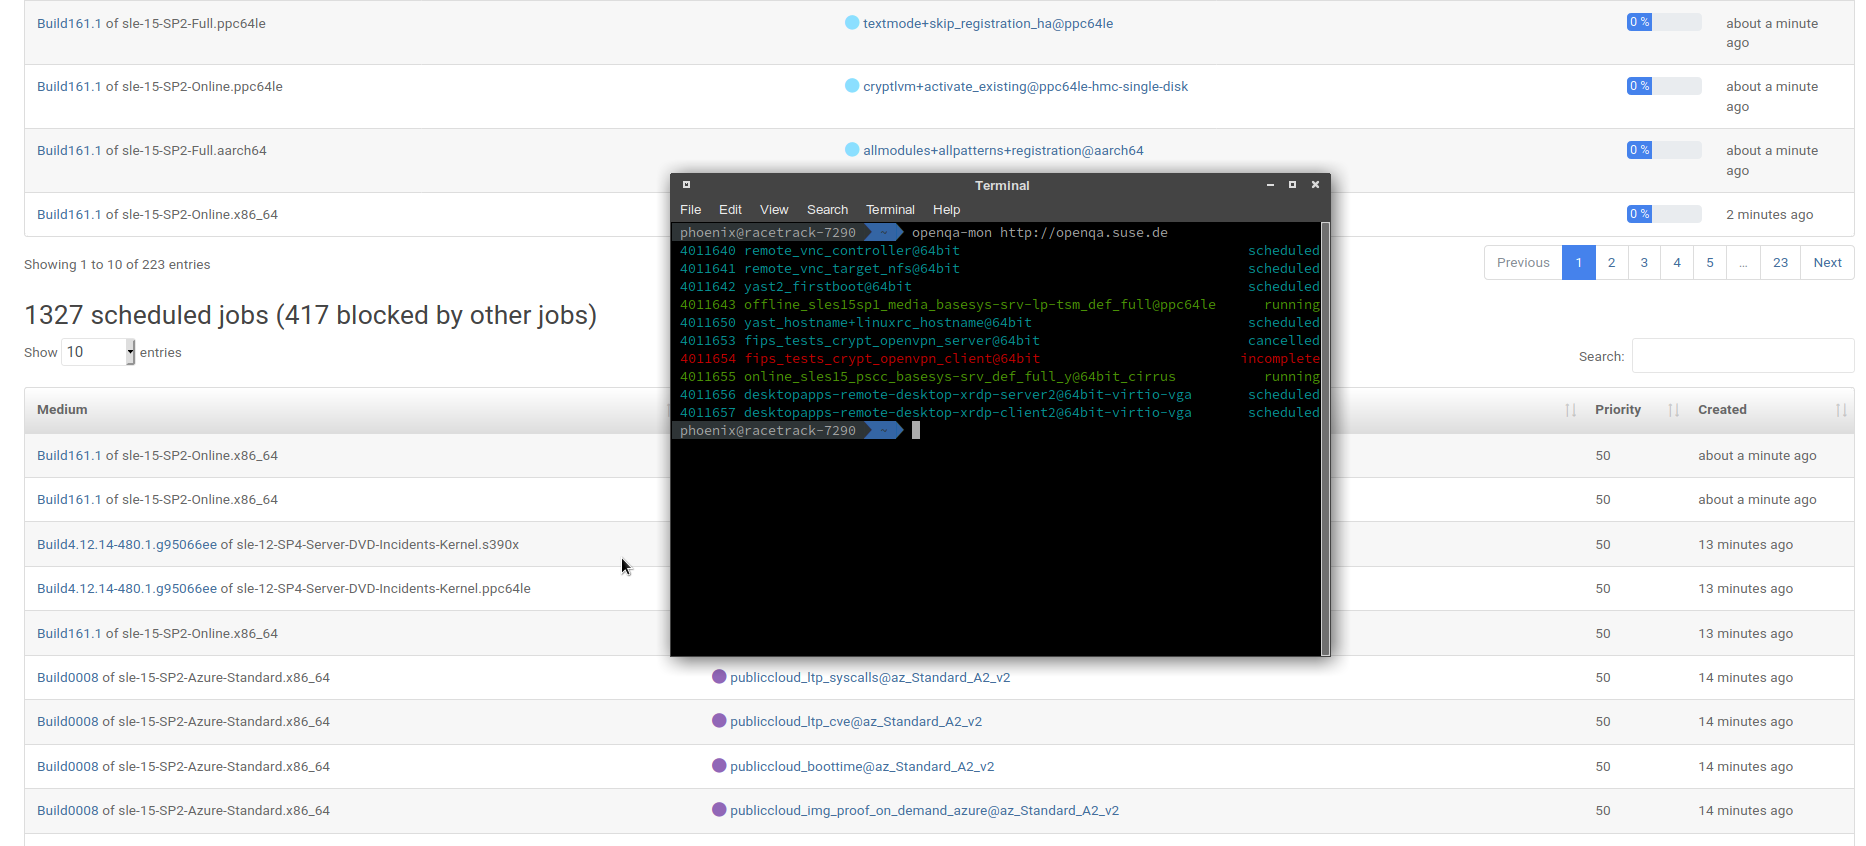 Build161.1 of sle-15-SP2-Full.ppc64le textmode+skip_registration_ha@ppc64le 0 % about a minute
ago
Build161.1 of sle-15-SP2-Online.ppc64le cryptlvm+activate_existing@ppc64le-hmc-single-disk 0 % about a minute
ago
Build161.1 of sle-15-SP2-Full.aarch64 allmodules+allpatterns+registration@aarch64 0 % about a minute
ago
Build161.1 of sle-15-SP2-Online.x86_64 0 % 2 minutes ago
Showing 1 to 10 of 223 entries Previous 1 2 3 4 5 ... 23 Next
1327 scheduled jobs (417 blocked by other jobs)
Show 10 entries Search:
Medium Priority Created
Build161.1 of sle-15-SP2-Online.x86_64 50 about a minute ago
Build161.1 of sle-15-SP2-Online.x86_64 50 about a minute ago
Build4.12.14-480.1.g95066ee of sle-12-SP4-Server-DVD-Incidents-Kernel.s390x 50 13 minutes ago
Build4.12.14-480.1.g95066ee of sle-12-SP4-Server-DVD-Incidents-Kernel.ppc64le 50 13 minutes ago
Build161.1 of sle-15-SP2-Online.x86_64 50 13 minutes ago
Build0008 of sle-15-SP2-Azure-Standard.x86_64 publiccloud_ltp_syscalls@az_Standard_A2_v2 50 14 minutes ago
Build0008 of sle-15-SP2-Azure-Standard.x86_64 publiccloud_ltp_cve@az_Standard_A2_v2 50 14 minutes ago
Build0008 of sle-15-SP2-Azure-Standard.x86_64 publiccloud_boottime@az_Standard_A2_v2 50 14 minutes ago
Build0008 of sle-15-SP2-Azure-Standard.x86_64 publiccloud_img_proof_on_demand_azure@az_Standard_A2_v2 50 14 minutes ago
Terminal
File Edit View Search Terminal Help
phoenix@racetrack-7290 ~ openqa-mon http://openqa.suse.de
4011640 remote_vnc_controller@64bit scheduled
4011641 remote_vnc_target_nfs@64bit scheduled
4011642 yast2_firstboot@64bit scheduled
4011643 offline_sles15sp1_media_basesys-srv-lp-tsm_def_full@ppc64le running
4011650 yast_hostname+linuxrc_hostname@64bit scheduled
4011653 fips_tests_crypt_openvpn_server@64bit cancelled
4011654 fips_tests_crypt_openvpn_client@64bit incomplete
4011655 online_sles15_pscc_basesys-srv_def_full_y@64bit_cirrus running
4011656 desktopapps-remote-desktop-xrdp-server2@64bit-virtio-vga scheduled
4011657 desktopapps-remote-desktop-xrdp-client2@64bit-virtio-vga scheduled
phoenix@racetrack-7290 ~